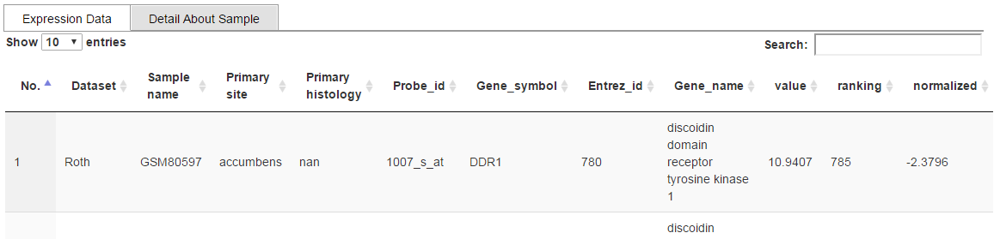 Expression Data Detail About Sample
Show 10 entries Search:
No. Dataset Sample name Primary site Primary histology Probe_id Gene_symbol Entrez_id Gene_name value ranking normalized
1 Roth GSM80597 accumbens nan 1007_s_at DDR1 780 discoidin domain receptor tyrosine kinase 1 10.9407 785 -2.3796
discoidin